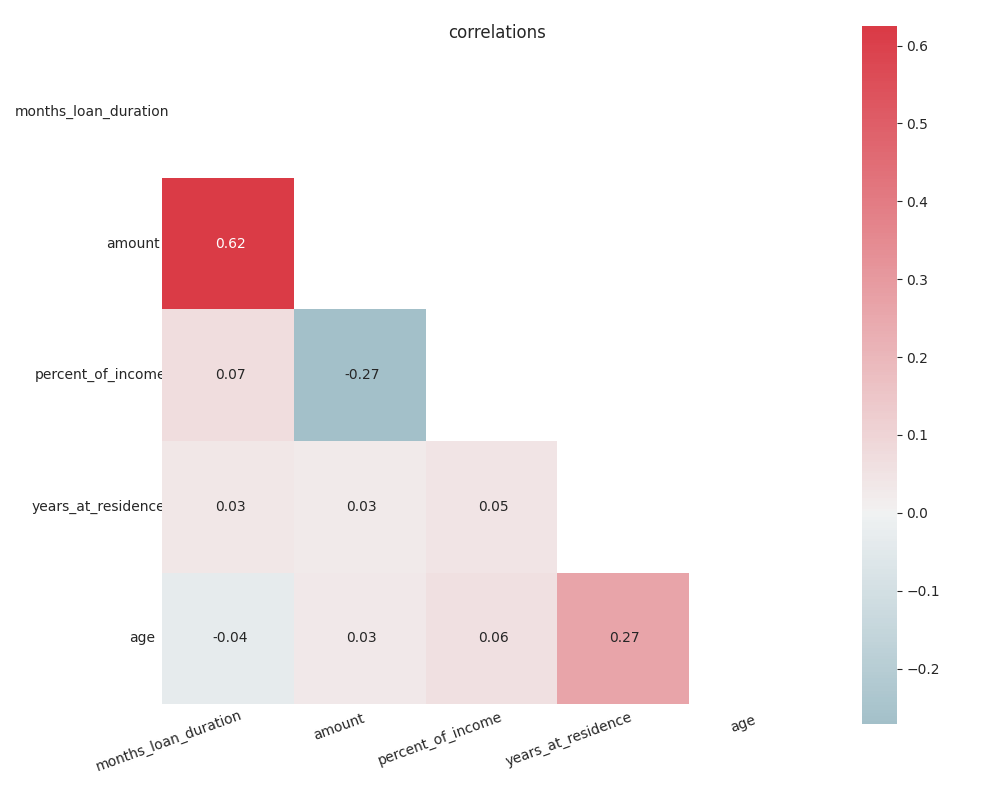 correlations
months_loan_duration
amount
0.62
percent_of_income
0.07
-0.27
years_at_residence
0.03
0.03
0.05
age
-0.04
0.03
0.06
0.27
months_loan_duration
amount
percent_of_income
years_at_residence
age
0.6
0.5
0.4
0.3
0.2
0.1
0.0
−0.1
−0.2